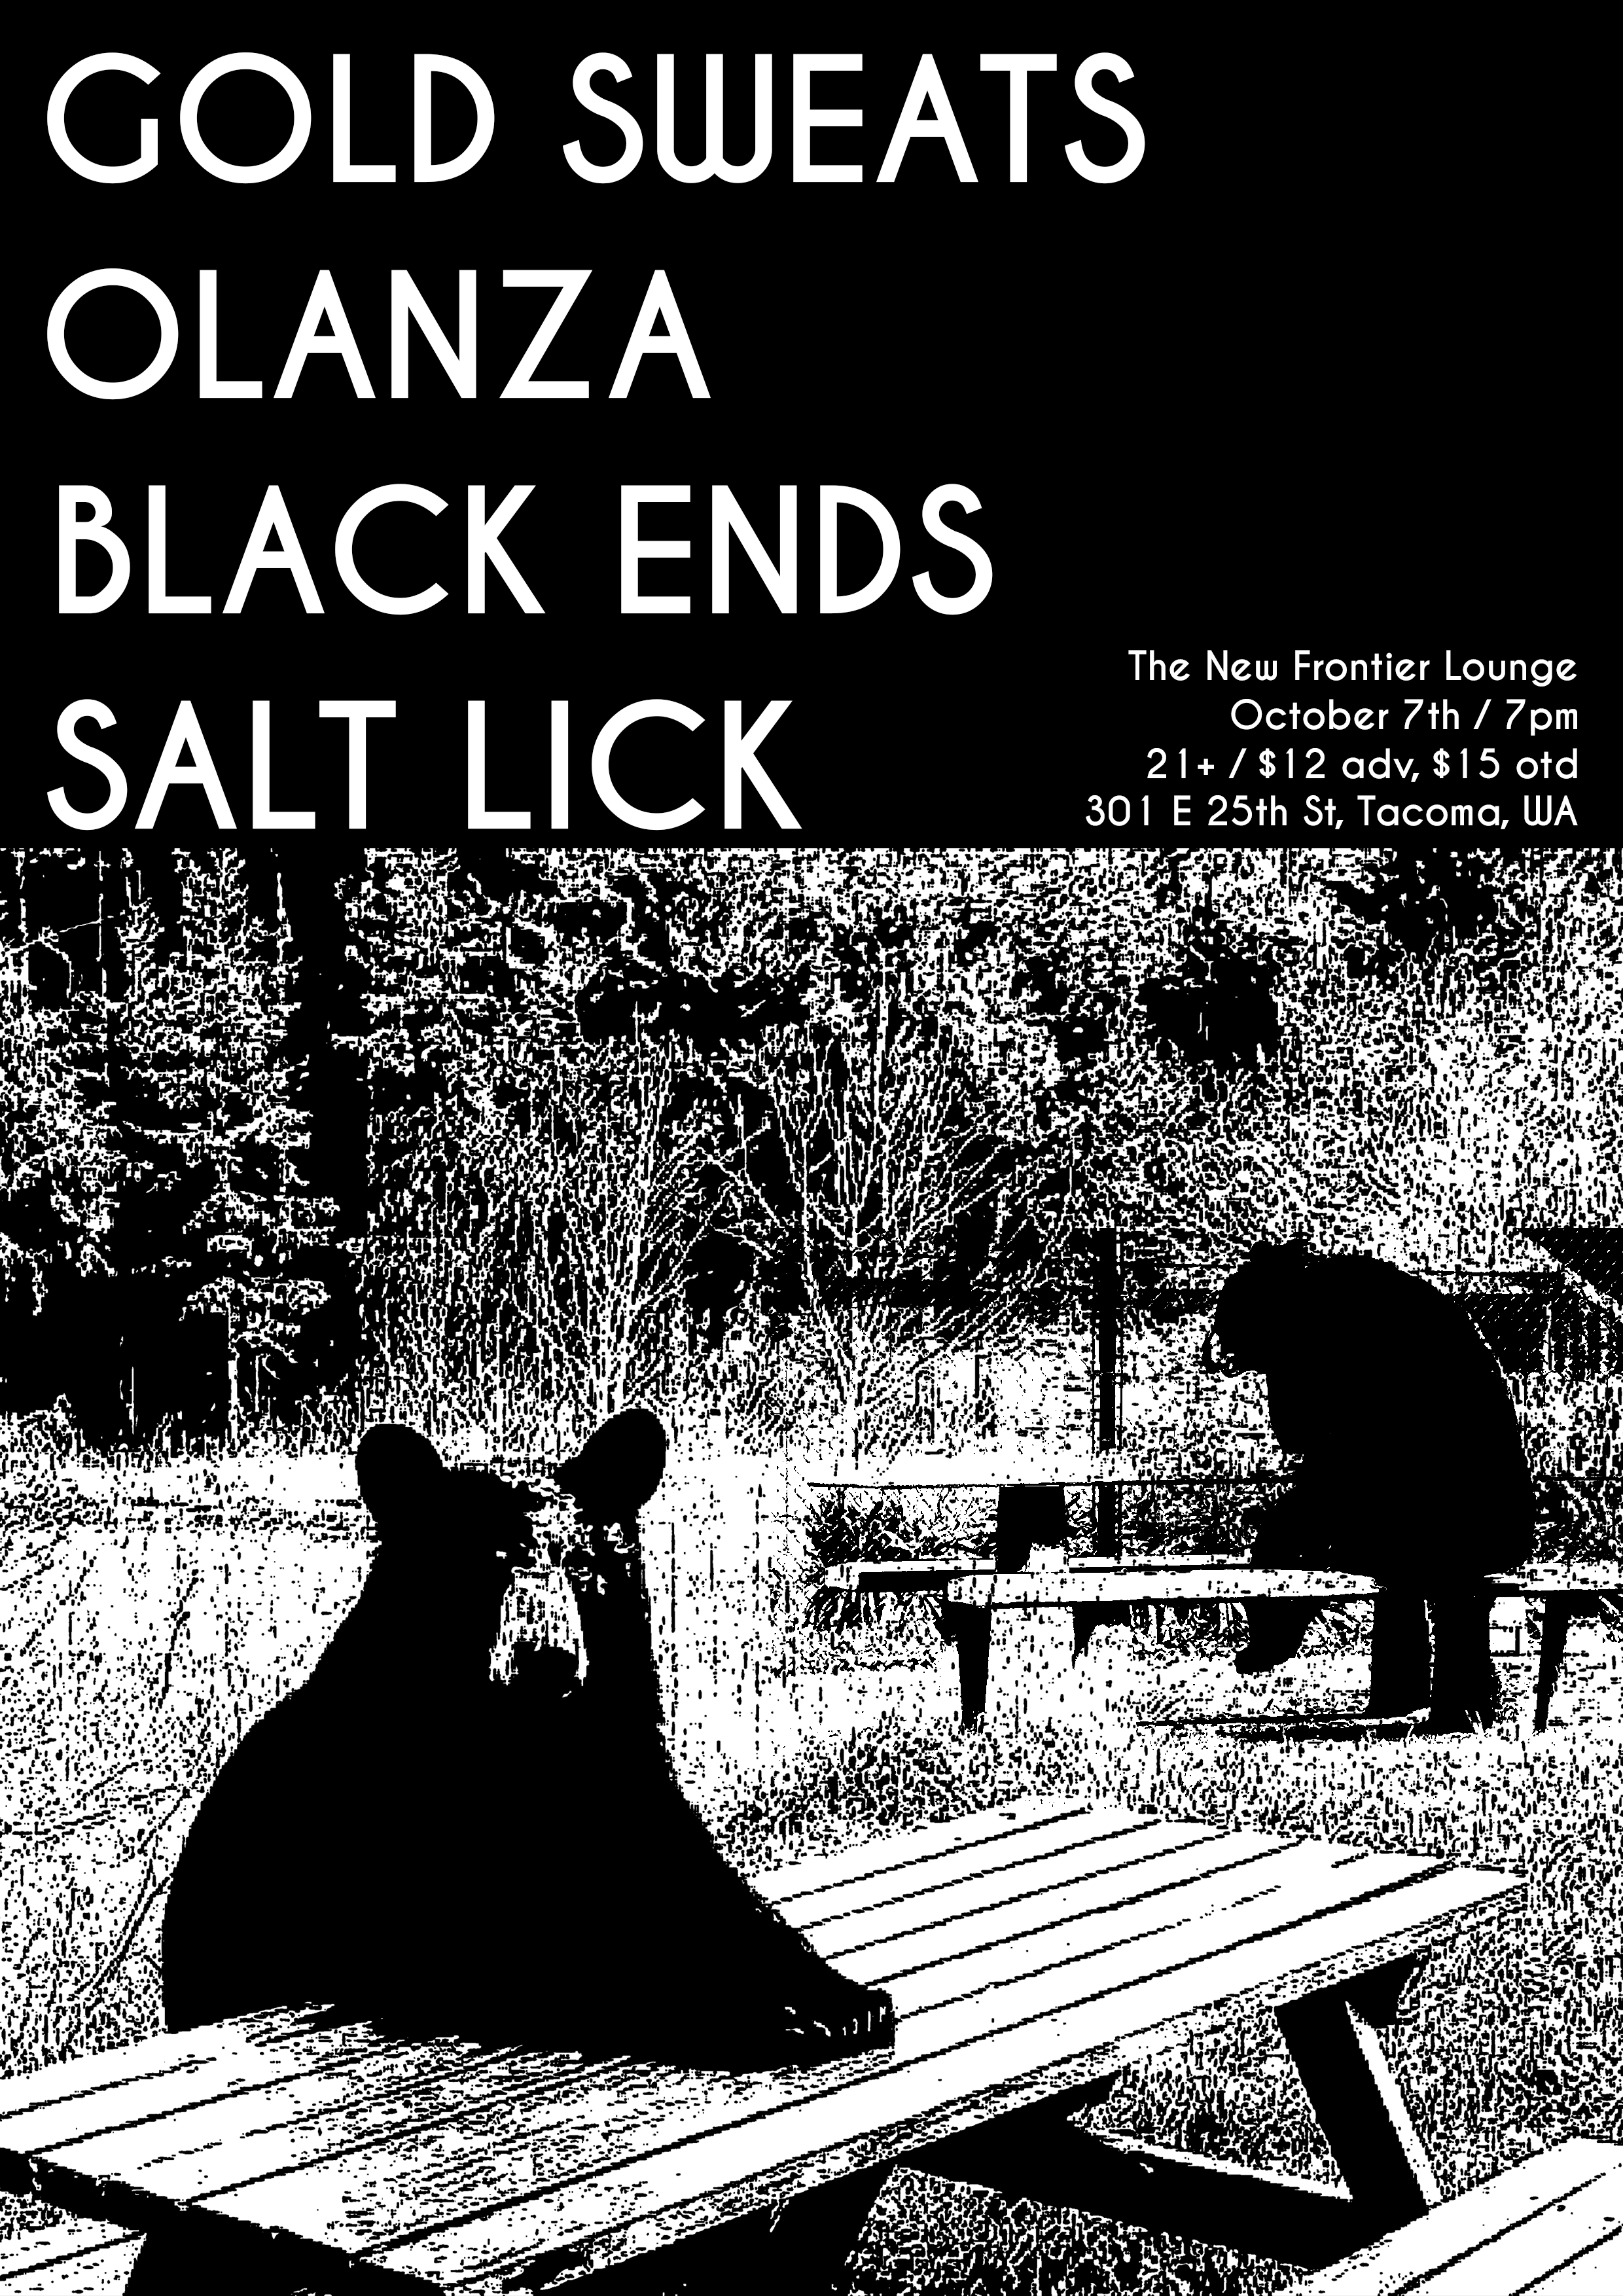 GOLD SWEATS
OLANZA
BLACK ENDS
SALT LICK
The New Frontier Lounge
October 7th / 7pm
21+ / $12 adv, $15 otd
301 E 25th St, Tacoma, WA